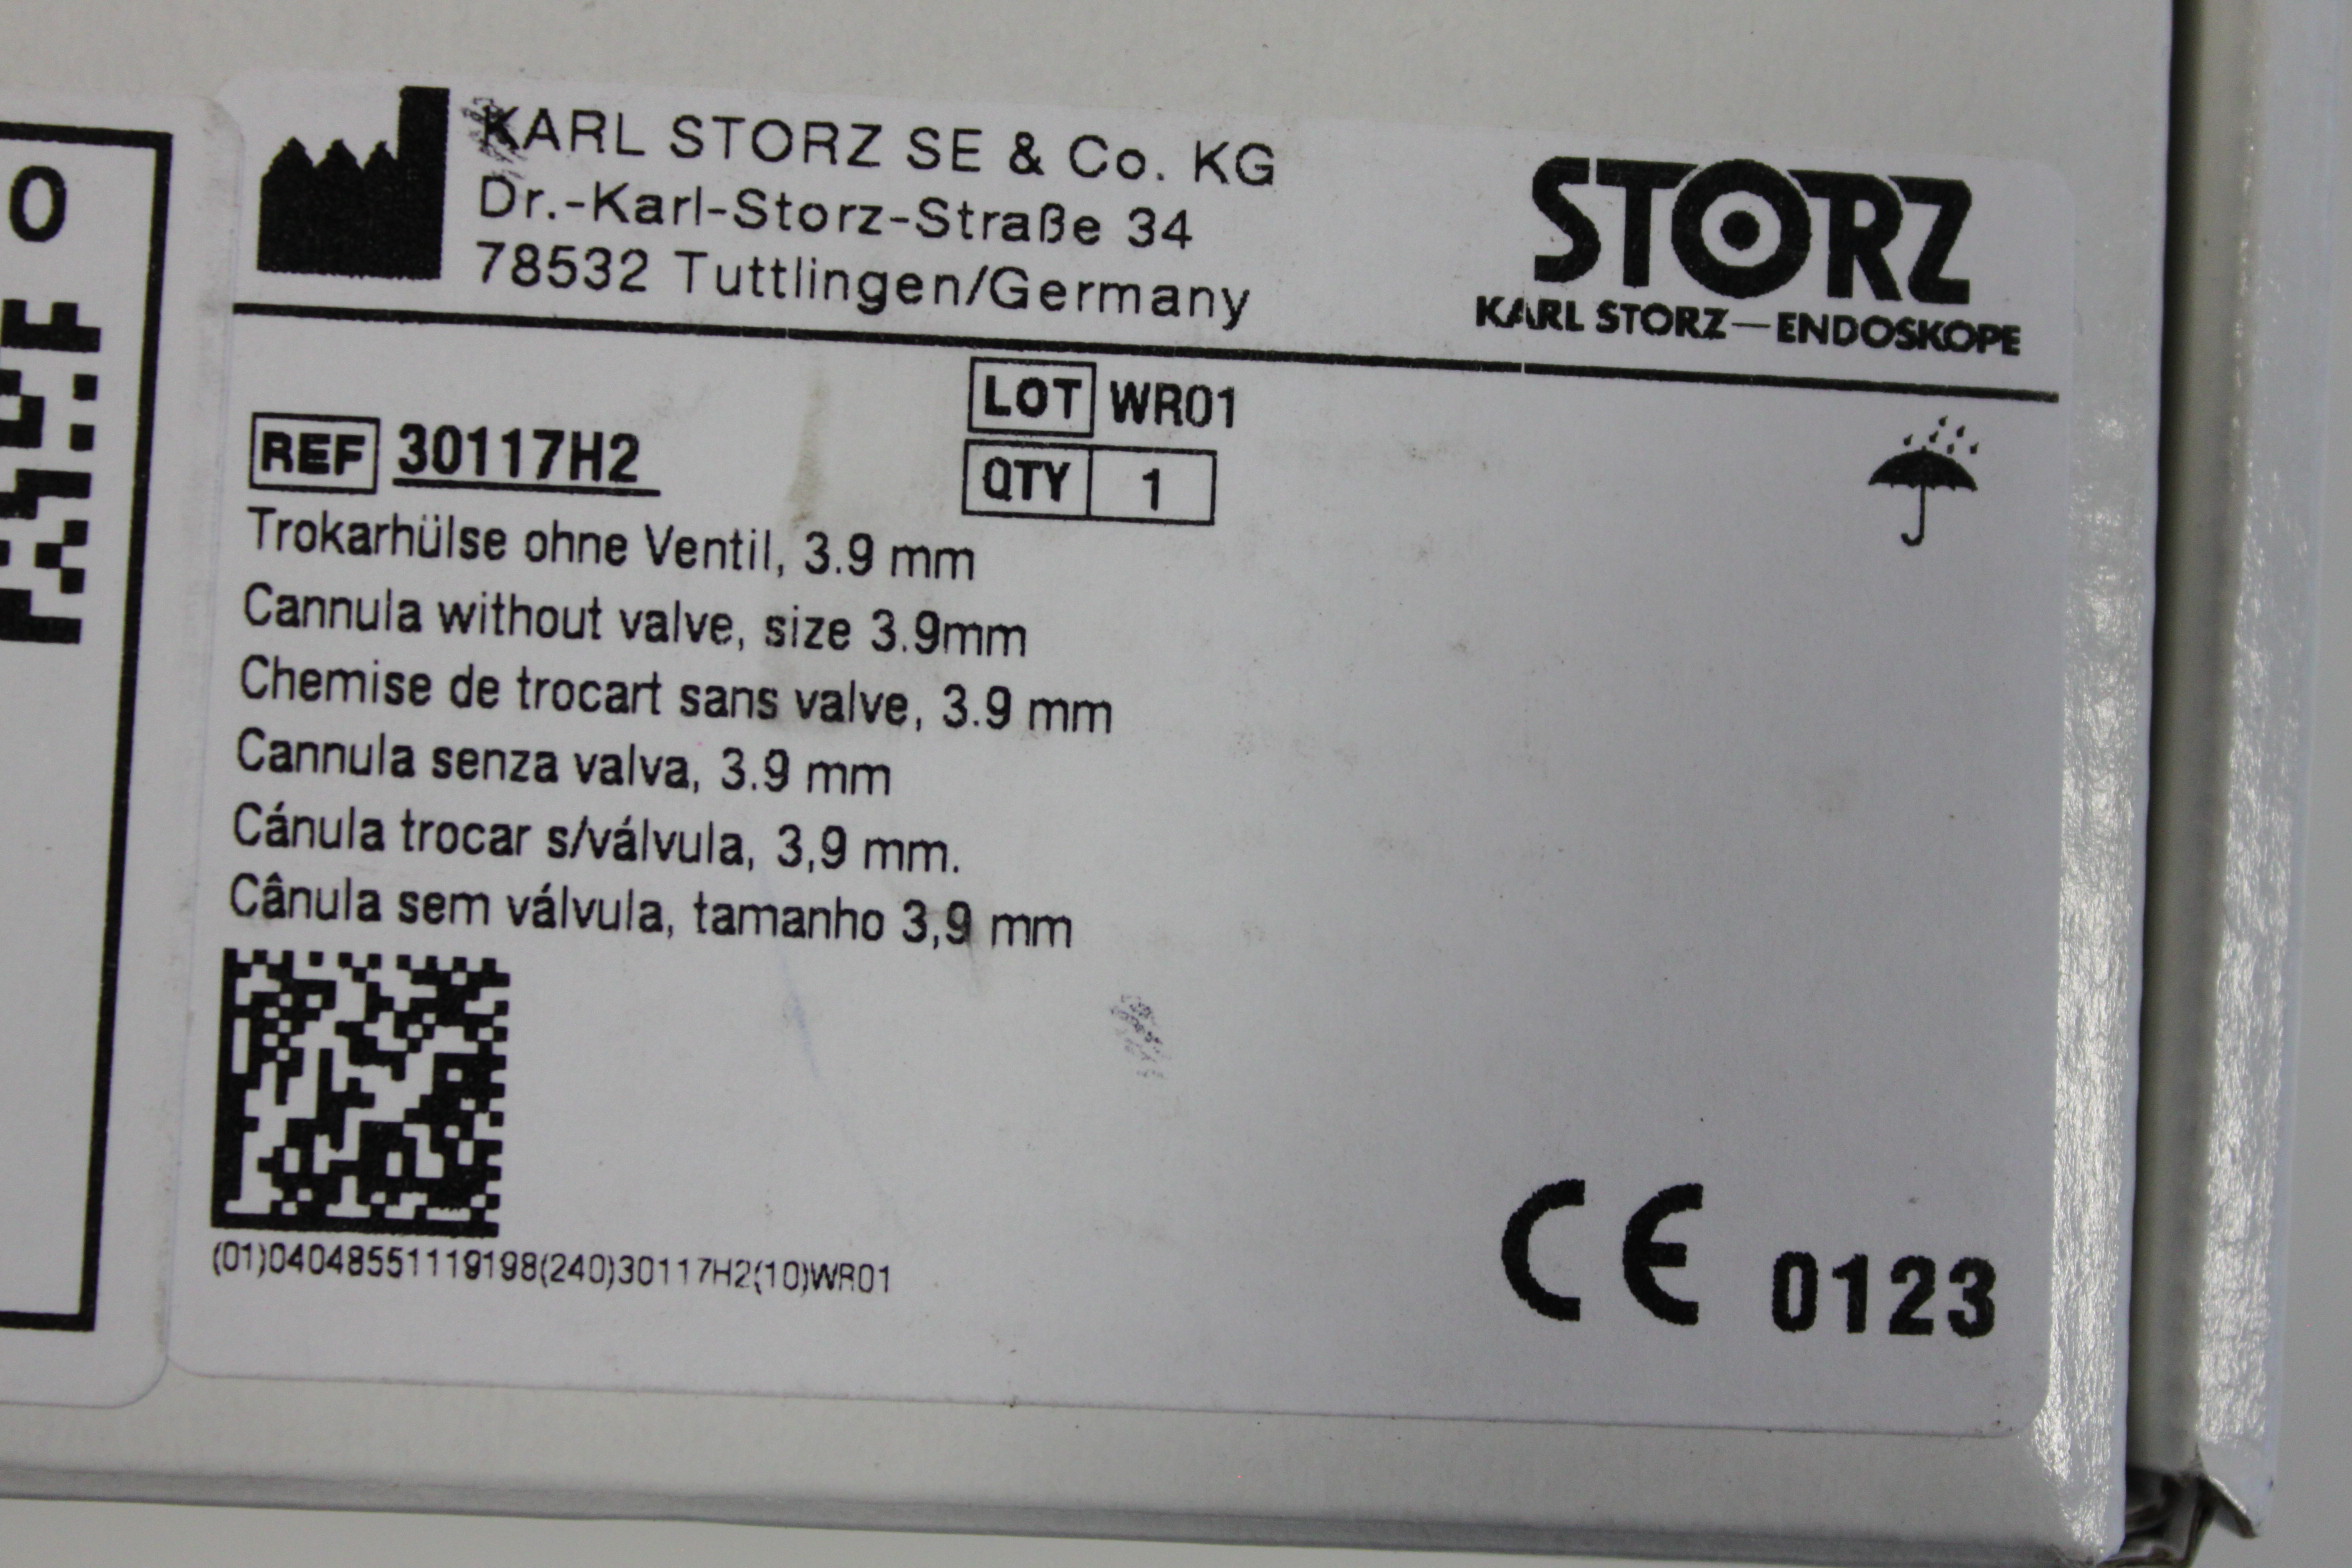 0
KARL STORZ SE & Co. KG
Dr.-Karl-Storz-Straße 34
78532 Tuttlingen/Germany
STORZ
KARL STORZ—ENDOSKOPE
LOT WR01
REF 30117H2
QTY 1
Trokarhülse ohne Ventil, 3.9 mm
Cannula without valve, size 3.9mm
Chemise de trocart sans valve, 3.9 mm
Cannula senza valva, 3.9 mm
Cánula trocar s/válvula, 3,9 mm.
Cânula sem válvula, tamanho 3,9 mm
(01)04048551119198(240)30117H2(10)WR01
CE 0123